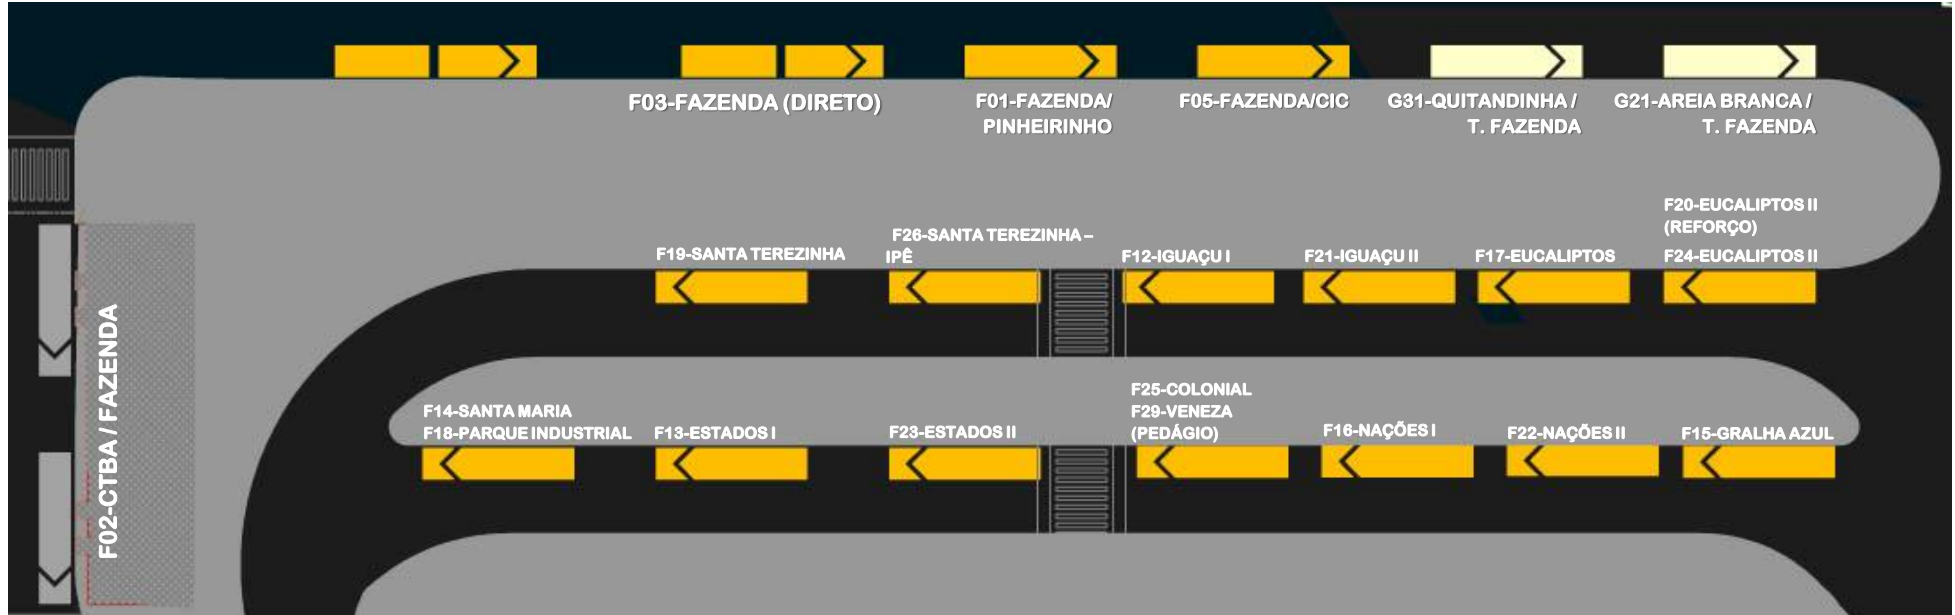 F03-FAZENDA (DIRETO)
F01-FAZENDA/
PINHEIRINHO
F05-FAZENDA/CIC
G31-QUITANDINHA /
T. FAZENDA
G21-AREIA BRANCA /
T. FAZENDA
F19-SANTA TEREZINHA
F26-SANTA TEREZINHA –
IPÊ
F12-IGUAÇU I
F21-IGUAÇU II
F17-EUCALIPTOS
F20-EUCALIPTOS II
(REFORÇO)
F24-EUCALIPTOS II
F02-CTBA / FAZENDA
F14-SANTA MARIA
F18-PARQUE INDUSTRIAL
F13-ESTADOS I
F23-ESTADOS II
F25-COLONIAL
F29-VENEZA
(PEDÁGIO)
F16-NAÇÕES I
F22-NAÇÕES II
F15-GRALHA AZUL